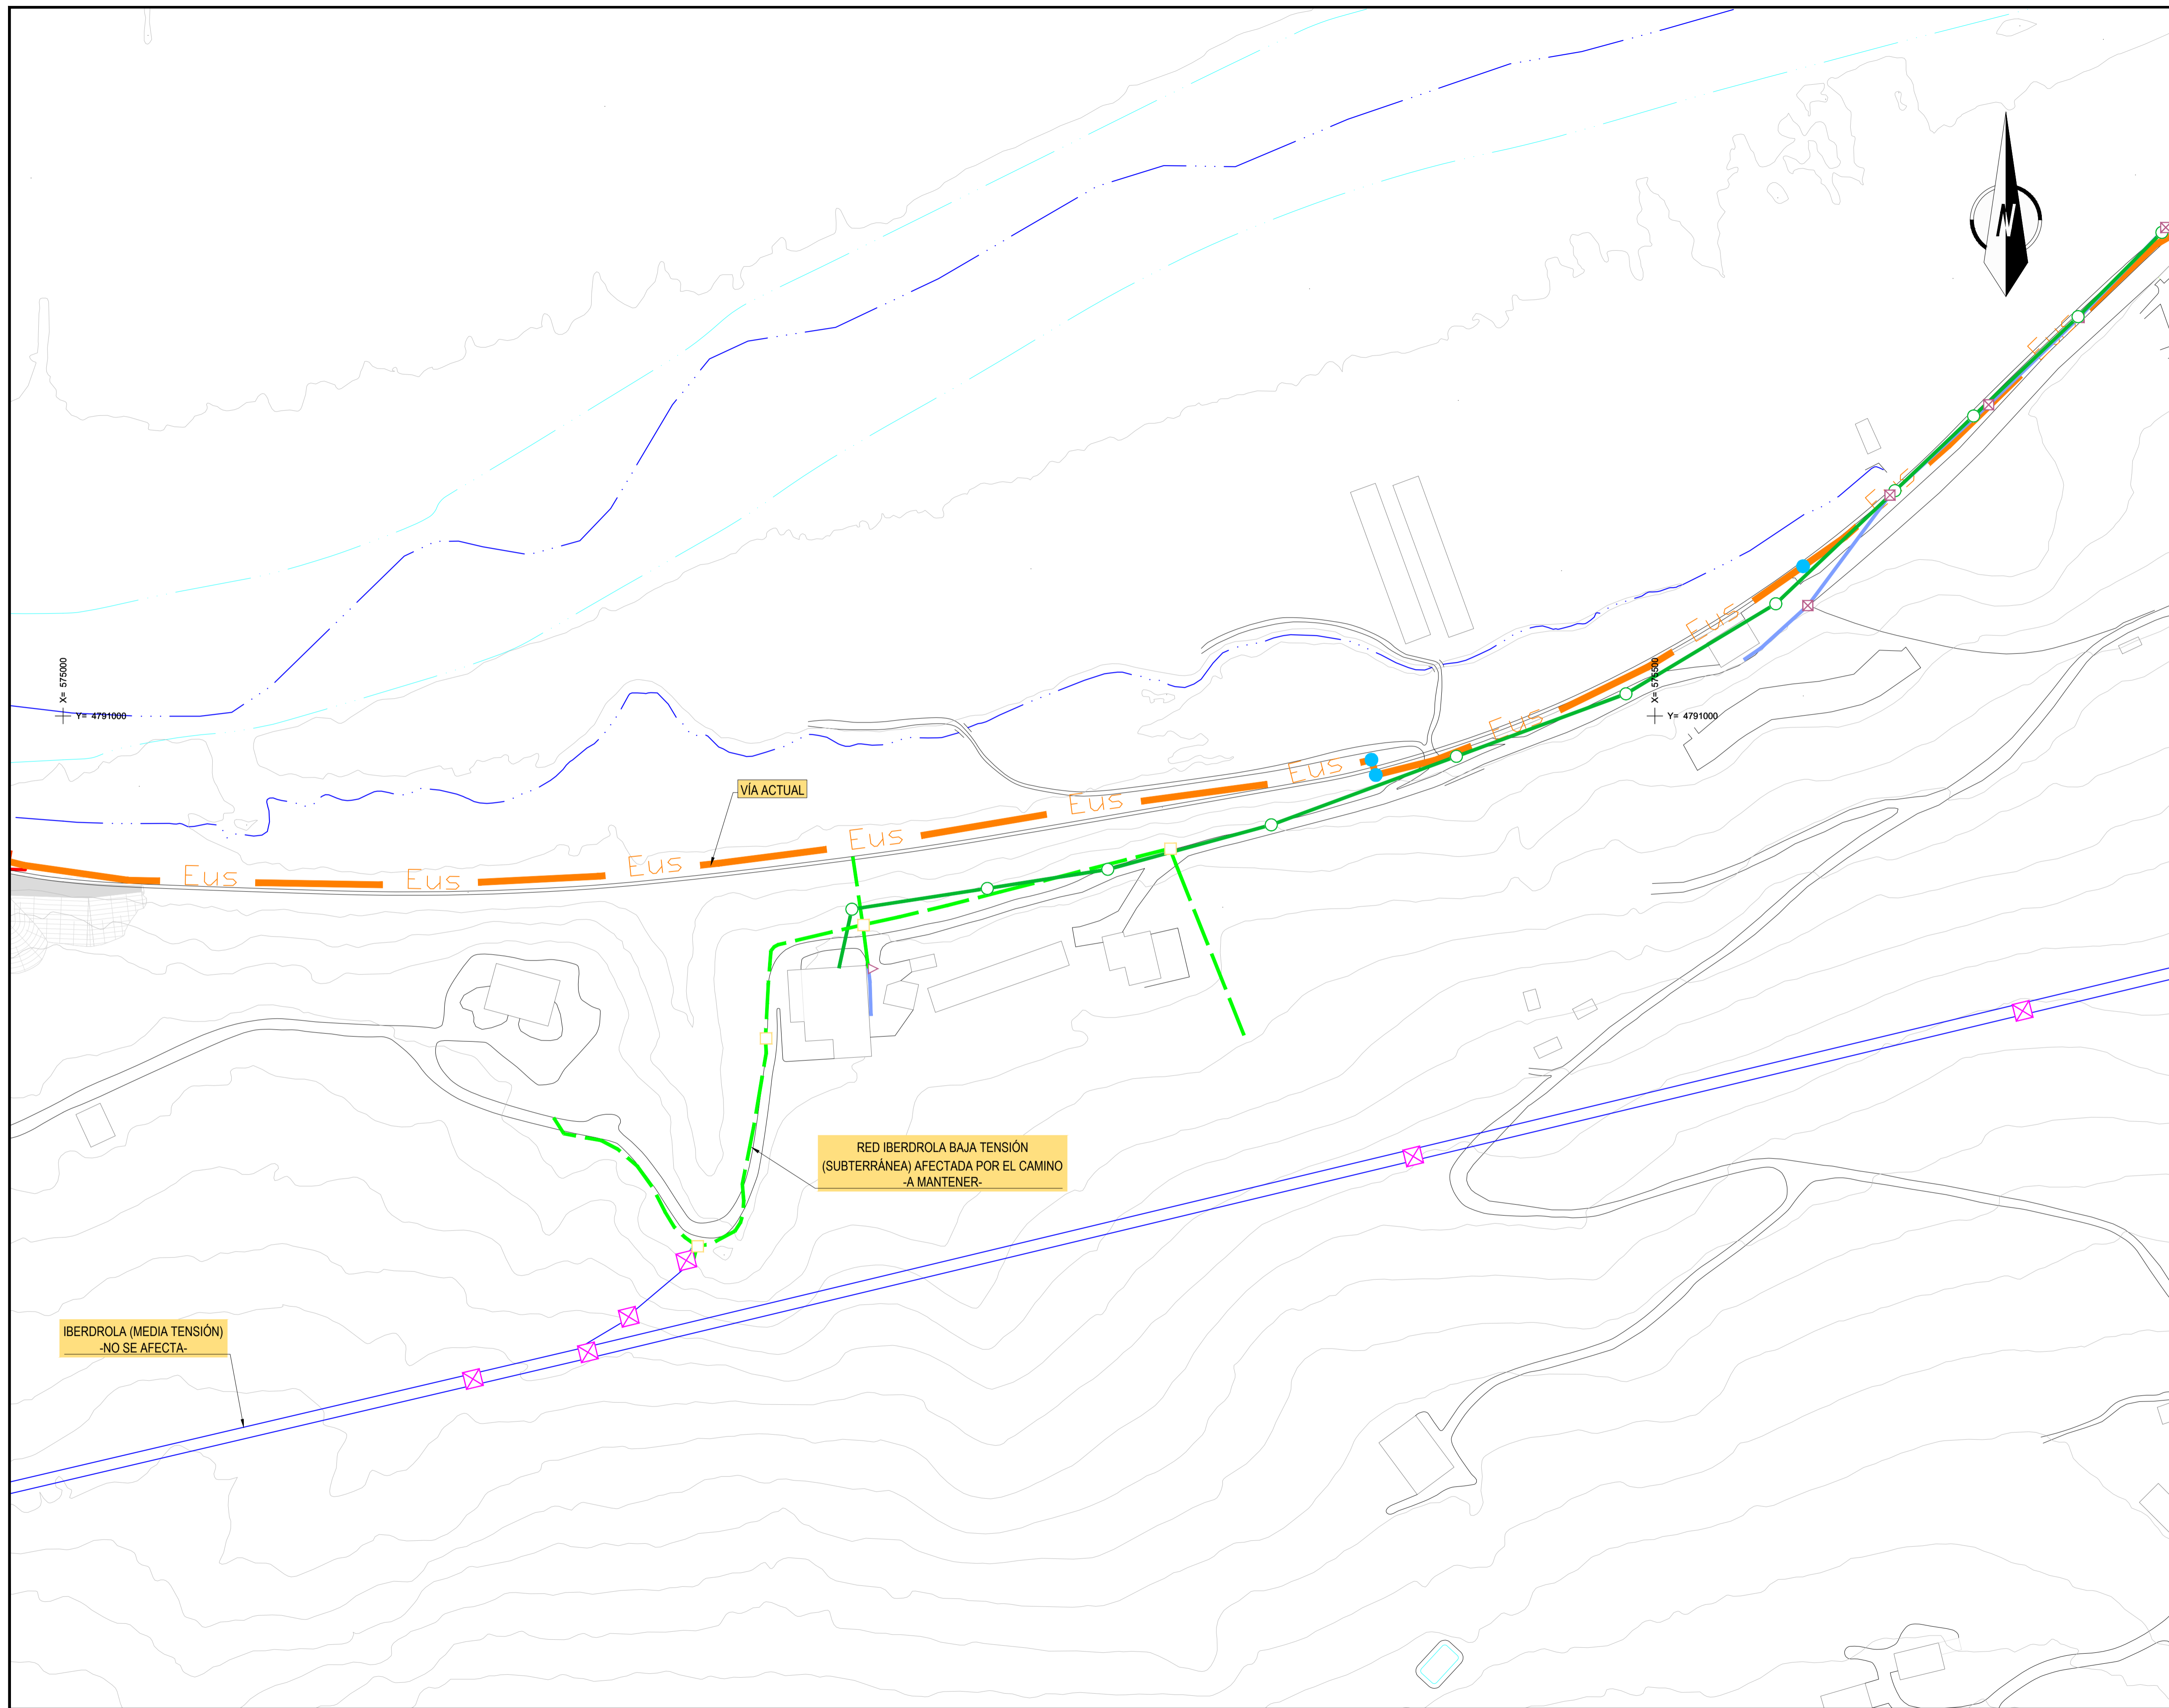 N
Eus
Eus
Eus
Eus
X= 575000
Y= 4791000
X= 575500
Y= 4791000
Eus
Eus
Eus
VÍA ACTUAL
Eus
Eus
Eus
RED IBERDROLA BAJA TENSIÓN
(SUBTERRÁNEA) AFECTADA POR EL CAMINO
-A MANTENER-
IBERDROLA (MEDIA TENSIÓN)
-NO SE AFECTA-